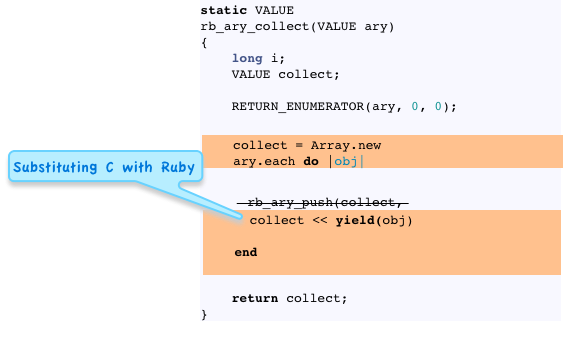 static VALUE
rb_ary_collect(VALUE ary)
{
long i;
VALUE collect;
RETURN_ENUMERATOR(ary, 0, 0);
collect = Array.new
ary.each do |obj|
Substituting C with Ruby
rb_ary_push(collect,
collect << yield(obj)
end
return collect;
}